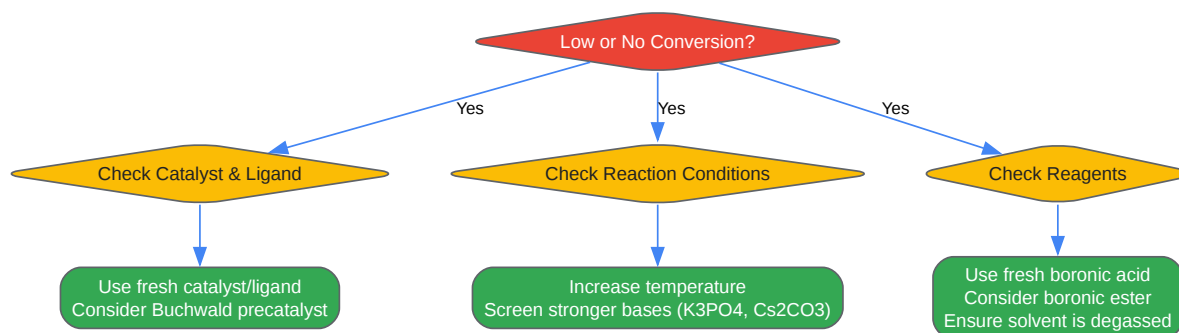 Low or No Conversion?
Yes
Yes
Yes
Check Catalyst & Ligand
Check Reaction Conditions
Check Reagents
Use fresh catalyst/ligand
Consider Buchwald precatalyst
Increase temperature
Screen stronger bases (K3PO4, Cs2CO3)
Use fresh boronic acid
Consider boronic ester
Ensure solvent is degassed